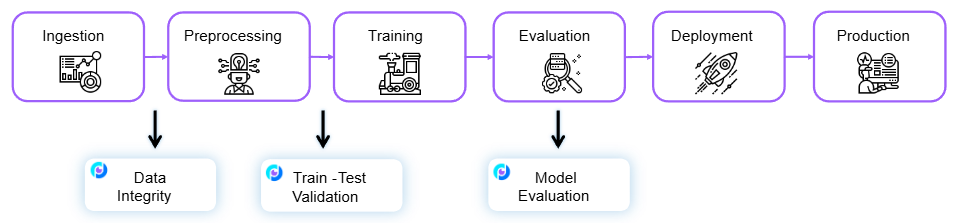 Ingestion
Preprocessing
Training
Evaluation
Deployment
Production
Data
Integrity
Train -Test
Validation
Model
Evaluation